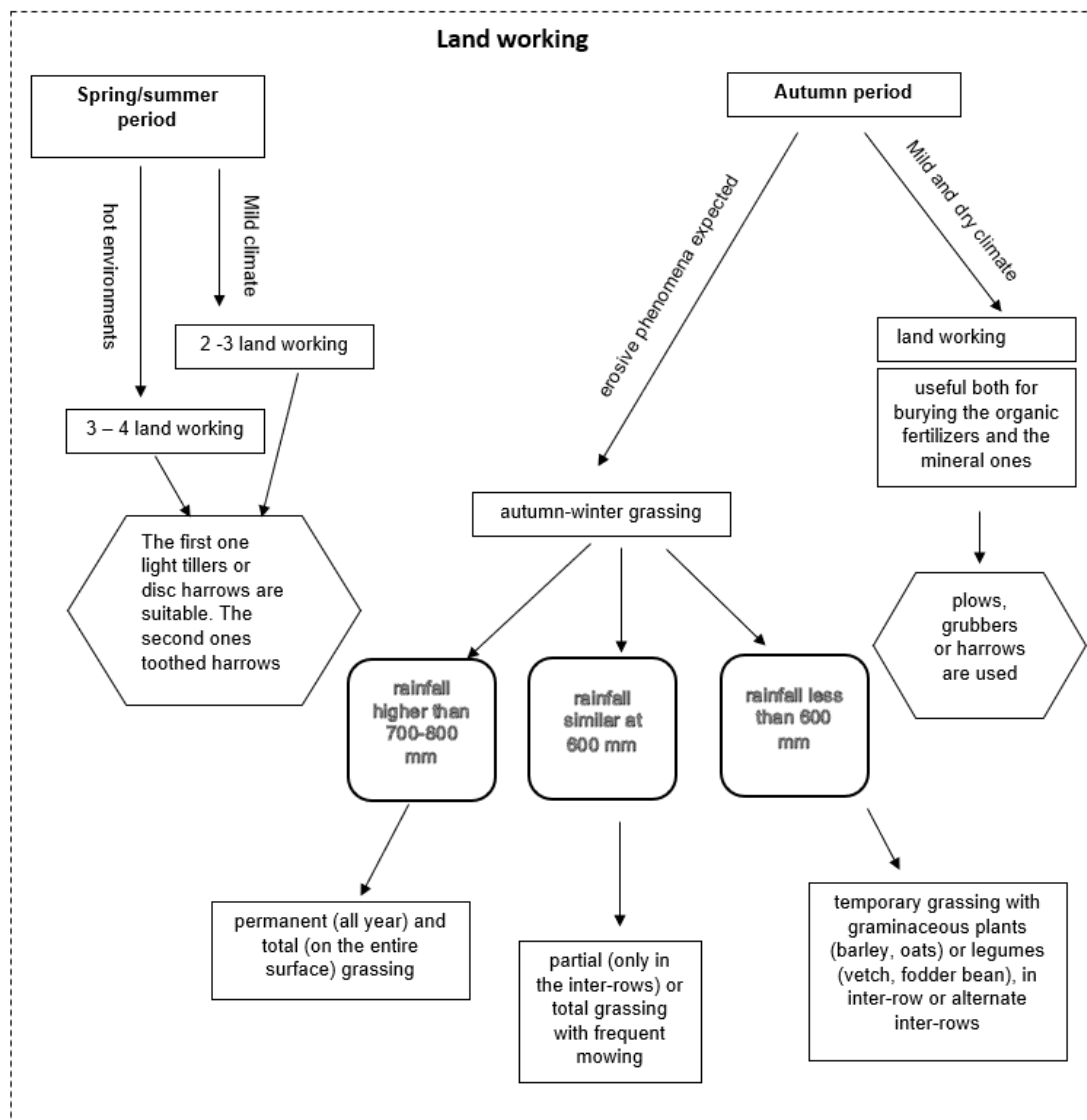 Land working
Spring/summer
period
Autumn period
hot environments
Mild climate
erosive phenomena expected
Mild and dry climate
2 -3 land working
3 – 4 land working
The first one
light tillers or
disc harrows are
suitable. The
second ones
toothed harrows
land working
useful both for
burying the organic
fertilizers and the
mineral ones
autumn-winter grassing
plows,
grubbers
or harrows
are used
rainfall
higher than
700-800
mm
rainfall
similar at
600 mm
rainfall less
than 600
mm
permanent (all year) and
total (on the entire
surface) grassing
partial (only in
the inter-rows) or
total grassing
with frequent
mowing
temporary grassing with
graminaceous plants
(barley, oats) or legumes
(vetch, fodder bean), in
inter-row or alternate
inter-rows